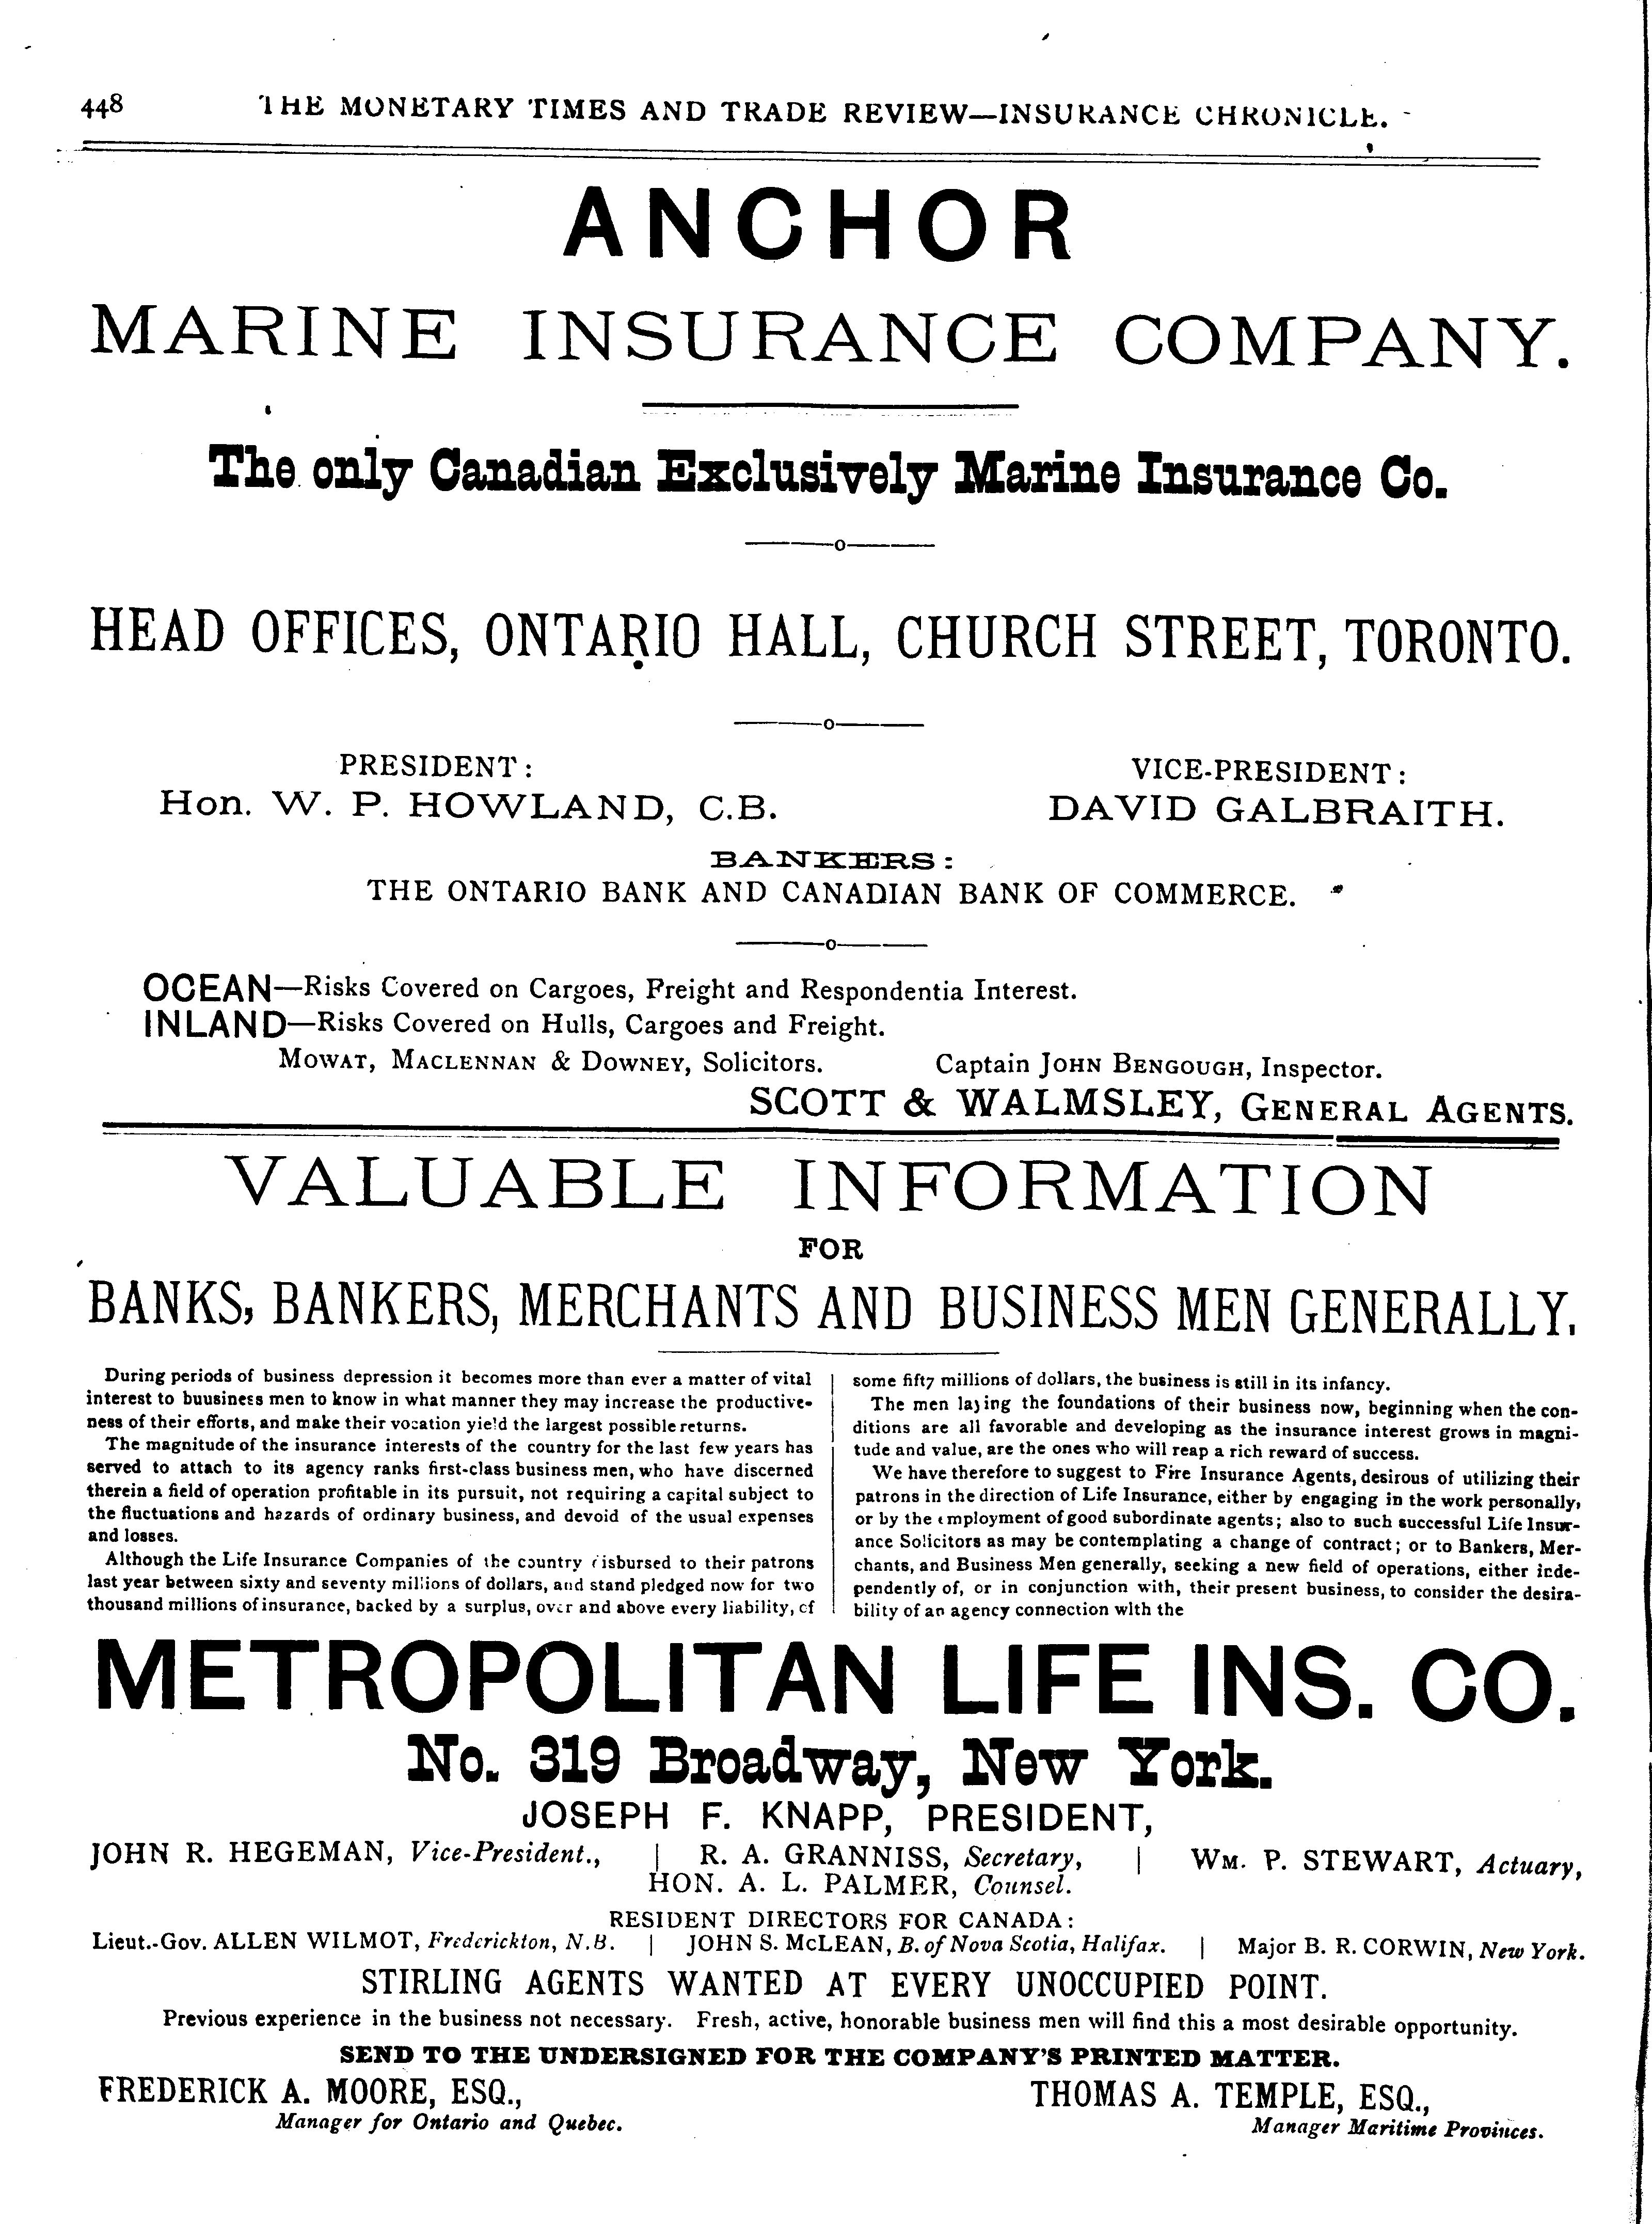 448 THE MONETARY TIMES AND TRADE REVIEW—INSURANCE CHRONICLE.
ANCHOR
MARINE INSURANCE COMPANY.
The only Canadian Exclusively Marine Insurance Co.
HEAD OFFICES, ONTARIO HALL, CHURCH STREET, TORONTO.
PRESIDENT: VICE-PRESIDENT:
Hon. W. P. HOWLAND, C.B. DAVID GALBRAITH.
BANKERS:
THE ONTARIO BANK AND CANADIAN BANK OF COMMERCE.
OCEAN—Risks Covered on Cargoes, Freight and Respondentia Interest.
INLAND—Risks Covered on Hulls, Cargoes and Freight.
MOWAT, MACLENNAN & DOWNEY, Solicitors. Captain JOHN BENGOUGH, Inspector.
SCOTT & WALMSLEY, GENERAL AGENTS.
VALUABLE INFORMATION
FOR
BANKS, BANKERS, MERCHANTS AND BUSINESS MEN GENERALLY.
During periods of business depression it becomes more than ever a matter of vital
interest to buusiness men to know in what manner they may increase the productive-
ness of their efforts, and make their vocation yield the largest possible returns.
The magnitude of the insurance interests of the country for the last few years has
served to attach to its agency ranks first-class business men, who have discerned
therein a field of operation profitable in its pursuit, not requiring a capital subject to
the fluctuations and hazards of ordinary business, and devoid of the usual expenses
and losses.
Although the Life Insurance Companies of the country disbursed to their patrons
last year between sixty and seventy millions of dollars, and stand pledged now for two
thousand millions of insurance, backed by a surplus, over and above every liability, of
some fifty millions of dollars, the business is still in its infancy.
The men laying the foundations of their business now, beginning when the con-
ditions are all favorable and developing as the insurance interest grows in magni-
tude and value, are the ones who will reap a rich reward of success.
We have therefore to suggest to Fire Insurance Agents, desirous of utilizing their
patrons in the direction of Life Insurance, either by engaging in the work personally,
or by the employment of good subordinate agents; also to such successful Life Insur-
ance Solicitors as may be contemplating a change of contract; or to Bankers, Mer-
chants, and Business Men generally, seeking a new field of operations, either inde-
pendently of, or in conjunction with, their present business, to consider the desira-
bility of an agency connection with the
METROPOLITAN LIFE INS. CO.
No. 319 Broadway, New York.
JOSEPH F. KNAPP, PRESIDENT,
JOHN R. HEGEMAN, Vice-President., | R. A. GRANNISS, Secretary, | WM. P. STEWART, Actuary,
HON. A. L. PALMER, Counsel.
RESIDENT DIRECTORS FOR CANADA:
Lieut.-Gov. ALLEN WILMOT, Frederickton, N.B. | JOHN S. McLEAN, B. of Nova Scotia, Halifax. | Major B. R. CORWIN, New York.
STIRLING AGENTS WANTED AT EVERY UNOCCUPIED POINT.
Previous experience in the business not necessary. Fresh, active, honorable business men will find this a most desirable opportunity.
SEND TO THE UNDERSIGNED FOR THE COMPANY'S PRINTED MATTER.
FREDERICK A. MOORE, ESQ., THOMAS A. TEMPLE, ESQ.,
Manager for Ontario and Quebec. Manager Maritime Provinces.